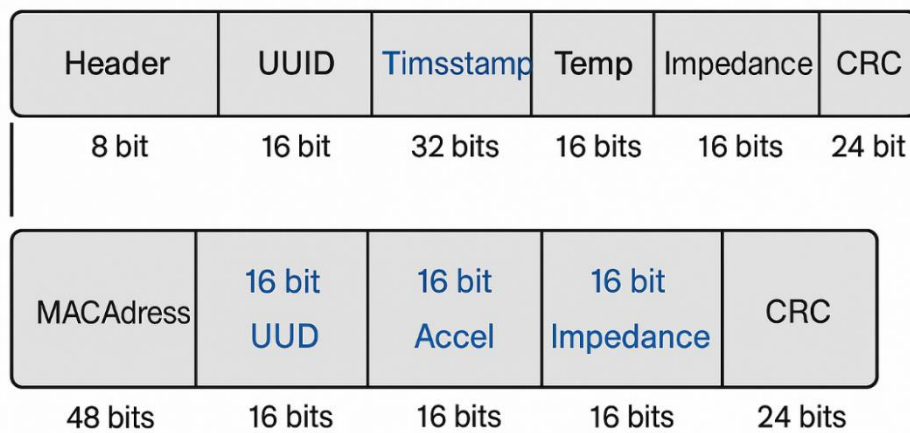 Header UUID Timsstamp Temp Impedance CRC
8 bit 16 bit 32 bits 16 bits 16 bits 24 bit
MACAdress 16 bit UUD 16 bit Accel 16 bit Impedance CRC
48 bits 16 bits 16 bits 16 bits 24 bits